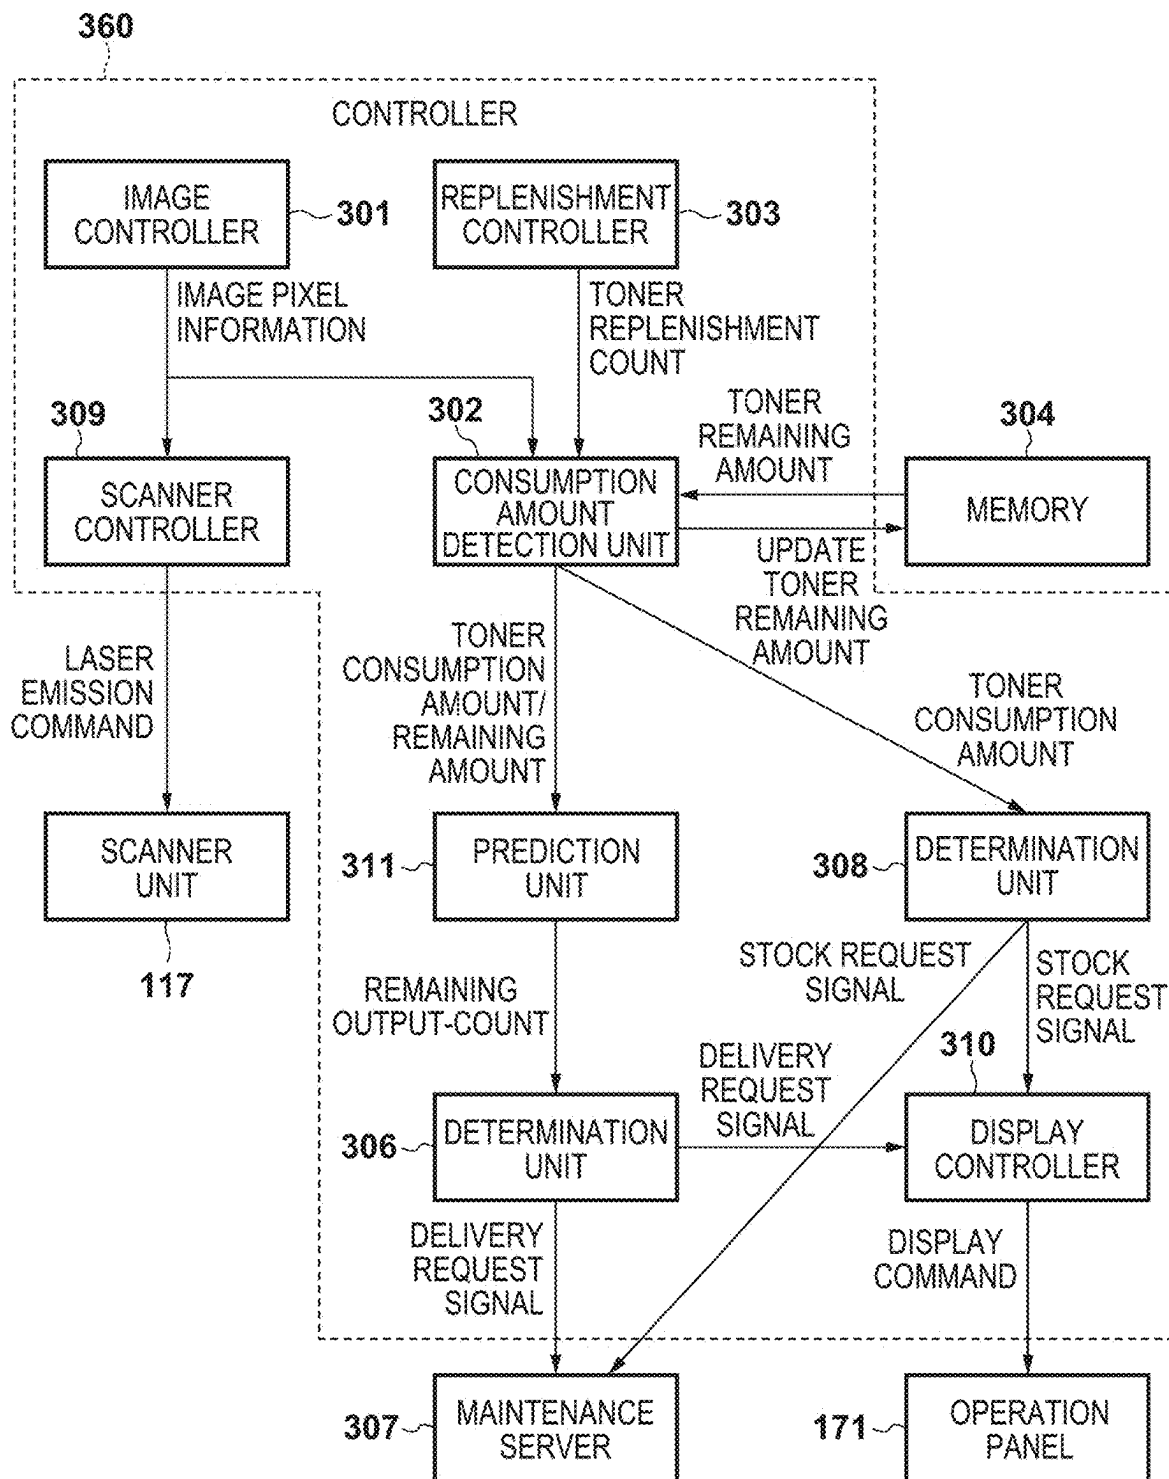 360
CONTROLLER
IMAGE
CONTROLLER
301
REPLENISHMENT
CONTROLLER
303
IMAGE PIXEL
INFORMATION
TONER
REPLENISHMENT
COUNT
309
SCANNER
CONTROLLER
302
CONSUMPTION
AMOUNT
DETECTION UNIT
TONER
REMAINING
AMOUNT
304
MEMORY
UPDATE
TONER
REMAINING
AMOUNT
LASER
EMISSION
COMMAND
TONER
CONSUMPTION
AMOUNT/
REMAINING
AMOUNT
TONER
CONSUMPTION
AMOUNT
SCANNER
UNIT
117
311
PREDICTION
UNIT
308
DETERMINATION
UNIT
REMAINING
OUTPUT-COUNT
STOCK REQUEST
SIGNAL
STOCK
REQUEST
SIGNAL
306
DETERMINATION
UNIT
DELIVERY
REQUEST
SIGNAL
310
DISPLAY
CONTROLLER
DELIVERY
REQUEST
SIGNAL
DISPLAY
COMMAND
307
MAINTENANCE
SERVER
171
OPERATION
PANEL